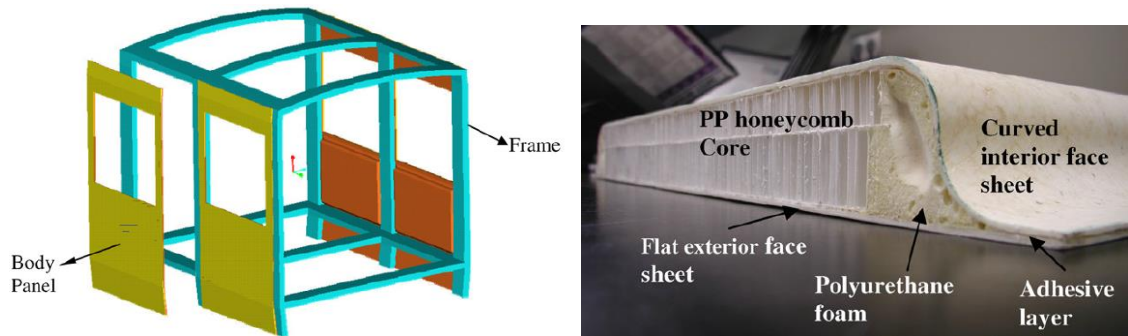 Frame
Body
Panel
PP honeycomb
Core
Curved
interior face
sheet
Flat exterior face
sheet
Polyurethane
foam
Adhesive
layer